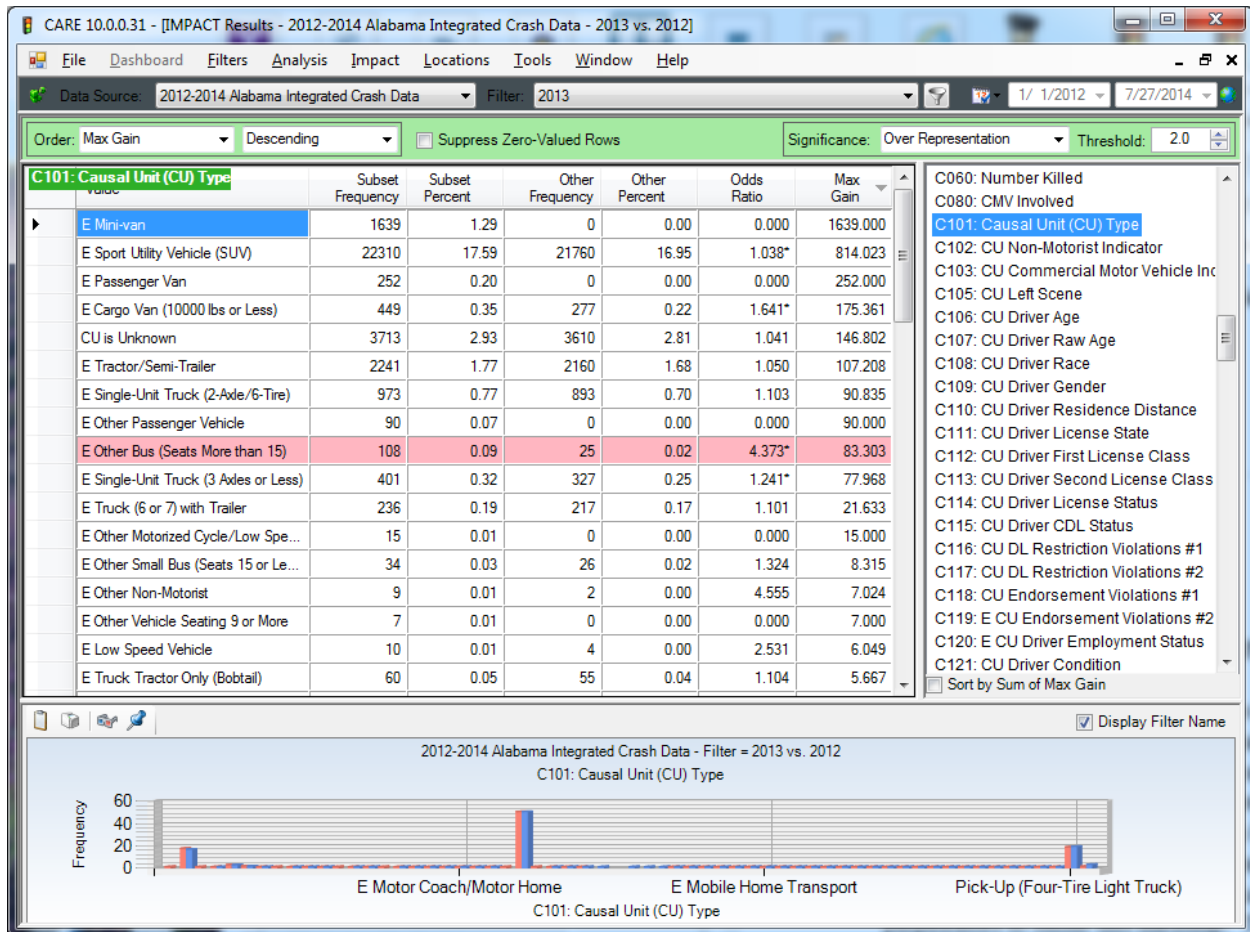 CARE 10.0.0.31 - [IMPACT Results - 2012-2014 Alabama Integrated Crash Data - 2013 vs. 2012]
File Dashboard Filters Analysis Impact Locations Tools Window Help
Data Source: 2012-2014 Alabama Integrated Crash Data Filter: 2013 1/ 1/2012 7/27/2014
Order: Max Gain Descending Suppress Zero-Valued Rows Significance: Over Representation Threshold: 2.0
C101: Causal Unit (CU) Type
Subset Frequency Subset Percent Other Frequency Other Percent Odds Ratio Max Gain
E Mini-van 1639 1.29 0 0.00 0.000 1639.000
E Sport Utility Vehicle (SUV) 22310 17.59 21760 16.95 1.038* 814.023
E Passenger Van 252 0.20 0 0.00 0.000 252.000
E Cargo Van (10000 lbs or Less) 449 0.35 277 0.22 1.641* 175.361
CU is Unknown 3713 2.93 3610 2.81 1.041 146.802
E Tractor/Semi-Trailer 2241 1.77 2160 1.68 1.050 107.208
E Single-Unit Truck (2-Axle/6-Tire) 973 0.77 893 0.70 1.103 90.835
E Other Passenger Vehicle 90 0.07 0 0.00 0.000 90.000
E Other Bus (Seats More than 15) 108 0.09 25 0.02 4.373* 83.303
E Single-Unit Truck (3 Axles or Less) 401 0.32 327 0.25 1.241* 77.968
E Truck (6 or 7) with Trailer 236 0.19 217 0.17 1.101 21.633
E Other Motorized Cycle/Low Spe... 15 0.01 0 0.00 0.000 15.000
E Other Small Bus (Seats 15 or Le... 34 0.03 26 0.02 1.324 8.315
E Other Non-Motorist 9 0.01 2 0.00 4.555 7.024
E Other Vehicle Seating 9 or More 7 0.01 0 0.00 0.000 7.000
E Low Speed Vehicle 10 0.01 4 0.00 2.531 6.049
E Truck Tractor Only (Bobtail) 60 0.05 55 0.04 1.104 5.667
C060: Number Killed
C080: CMV Involved
C101: Causal Unit (CU) Type
C102: CU Non-Motorist Indicator
C103: CU Commercial Motor Vehicle Inc
C105: CU Left Scene
C106: CU Driver Age
C107: CU Driver Raw Age
C108: CU Driver Race
C109: CU Driver Gender
C110: CU Driver Residence Distance
C111: CU Driver License State
C112: CU Driver First License Class
C113: CU Driver Second License Class
C114: CU Driver License Status
C115: CU Driver CDL Status
C116: CU DL Restriction Violations #1
C117: CU DL Restriction Violations #2
C118: CU Endorsement Violations #1
C119: E CU Endorsement Violations #2
C120: E CU Driver Employment Status
C121: CU Driver Condition
Sort by Sum of Max Gain
Display Filter Name
2012-2014 Alabama Integrated Crash Data - Filter = 2013 vs. 2012
C101: Causal Unit (CU) Type
Frequency
60
40
20
0
E Motor Coach/Motor Home E Mobile Home Transport Pick-Up (Four-Tire Light Truck)
C101: Causal Unit (CU) Type